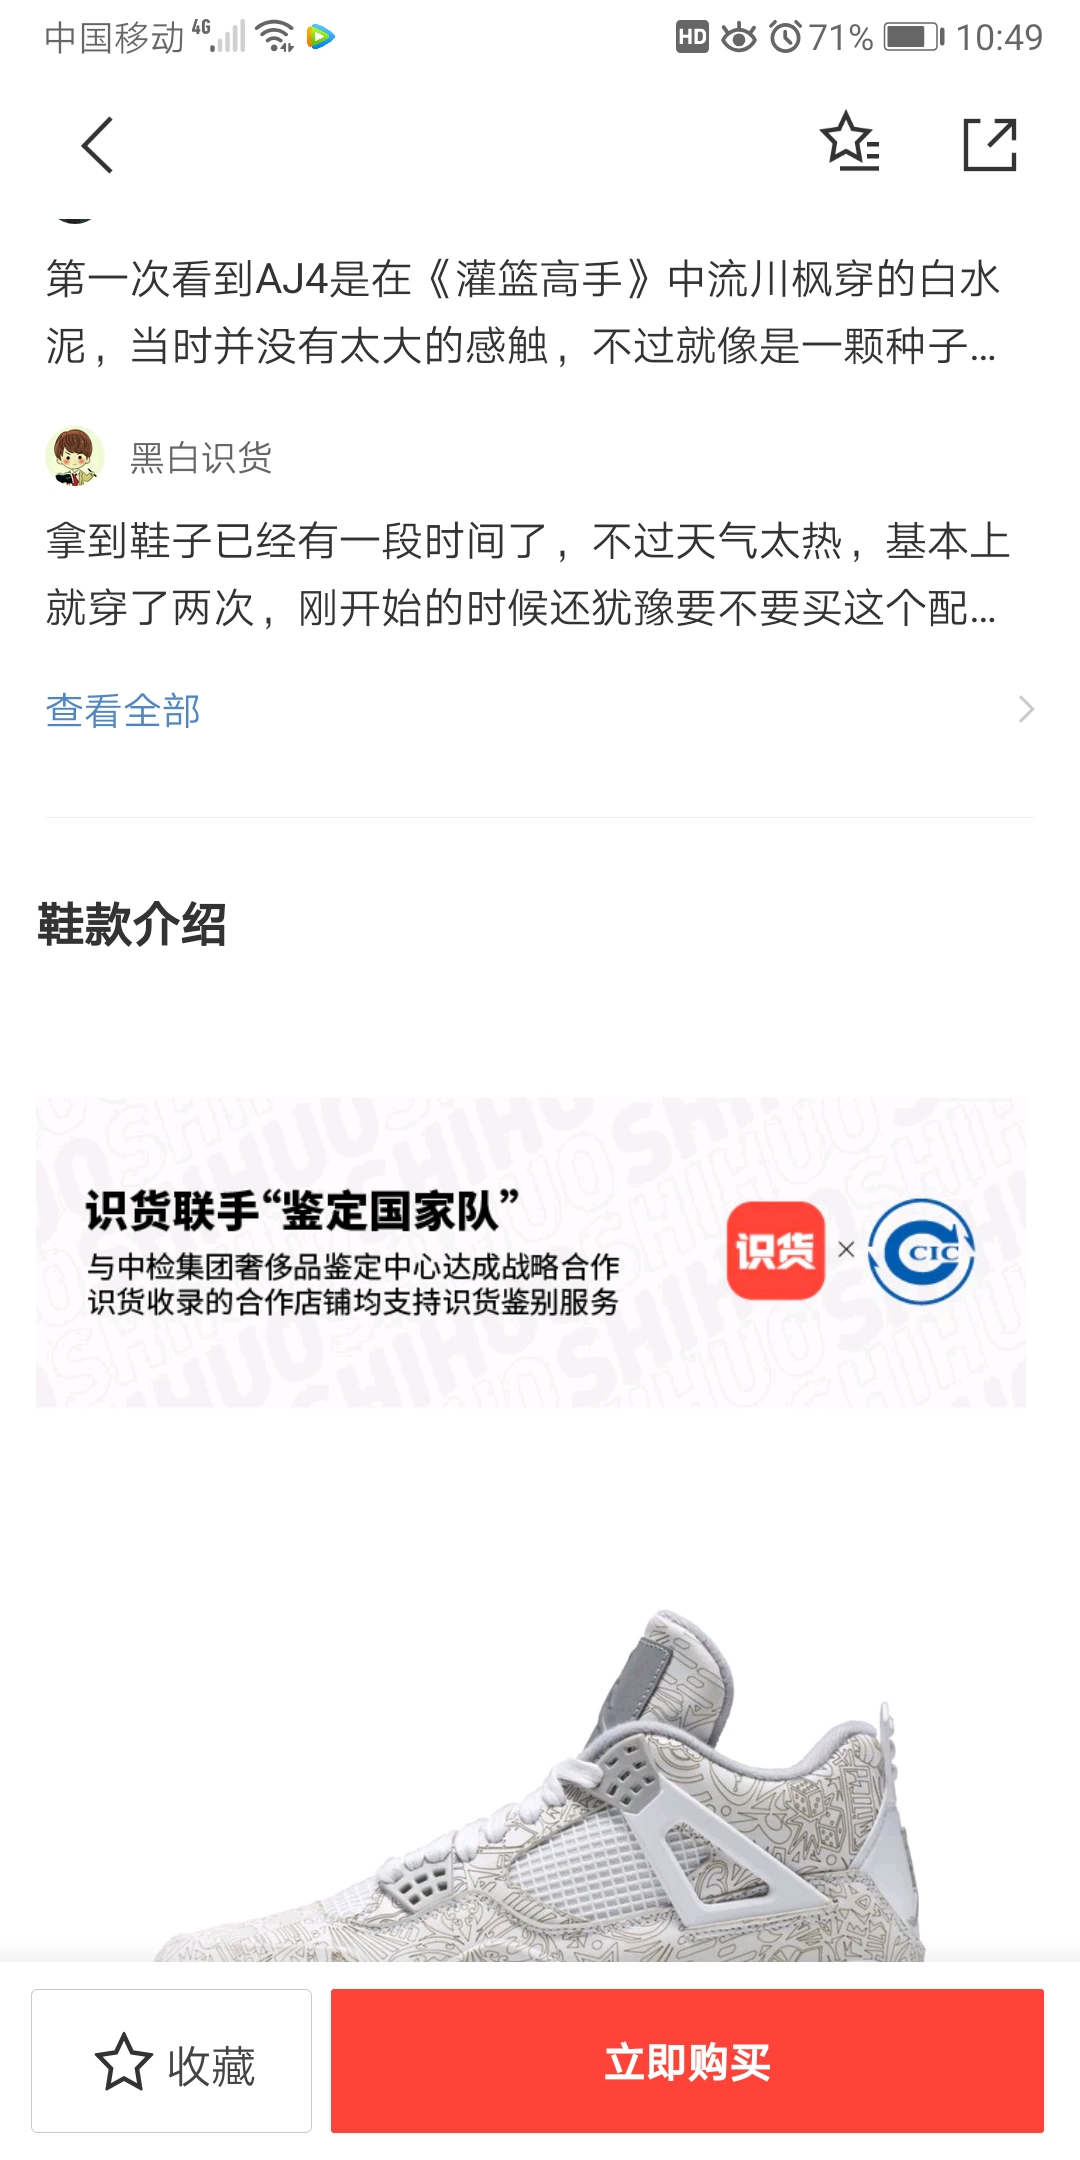 中国移动 4G HD 71% 10:49
第一次看到AJ4是在《灌篮高手》中流川枫穿的白水
泥，当时并没有太大的感触，不过就像是一颗种子...
黑白识货
拿到鞋子已经有一段时间了，不过天气太热，基本上
就穿了两次，刚开始的时候还犹豫要不要买这个配...
查看全部
鞋款介绍
识货联手“鉴定国家队”
与中检集团奢侈品鉴定中心达成战略合作
识货收录的合作店铺均支持识货鉴别服务
识货 × CIC
收藏
立即购买